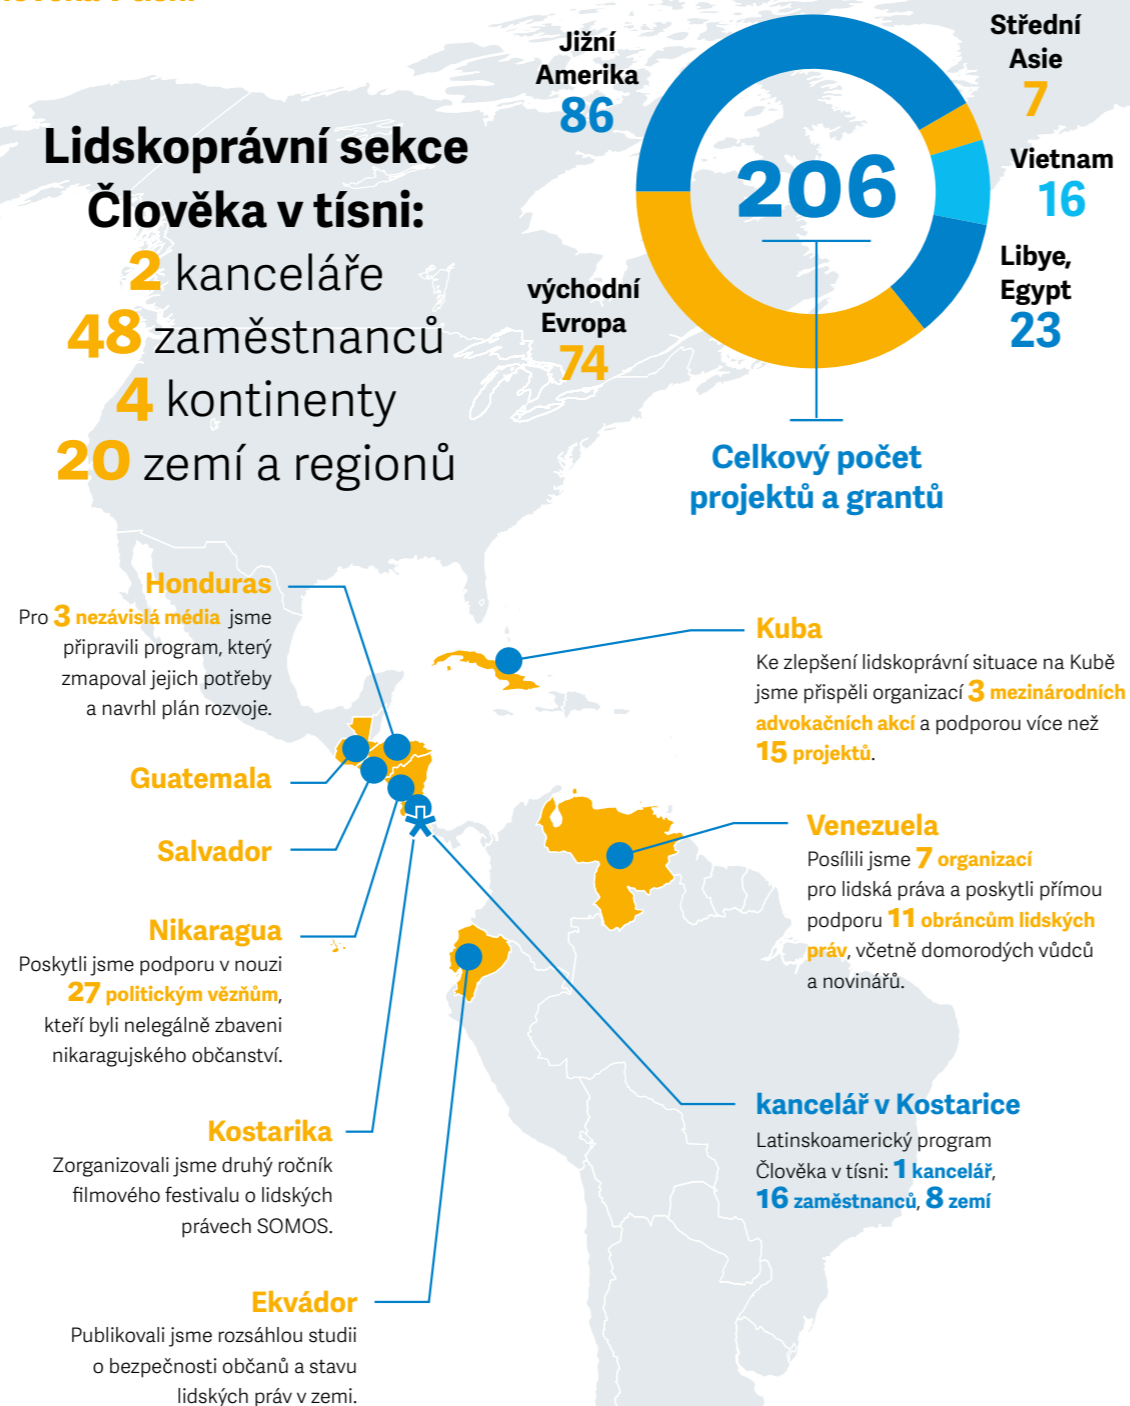 Lidskoprávní sekce
Člověka v tísni:
2 kanceláře
48 zaměstnanců
4 kontinenty
20 zemí a regionů
Jižní
Amerika
86
Střední
Asie
7
Vietnam
16
Libye,
Egypt
23
východní
Evropa
74
206
Celkový počet
projektů a grantů
Honduras
Pro 3 nezávislá média jsme
připravili program, který
zmapoval jejich potřeby
a navrhl plán rozvoje.
Guatemala
Salvador
Nikaragua
Poskytli jsme podporu v nouzi
27 politickým vězňům,
kteří byli nelegálně zbaveni
nikaragujského občanství.
Kostarika
Zorganizovali jsme druhý ročník
filmového festivalu o lidských
právech SOMOS.
Ekvádor
Publikovali jsme rozsáhlou studii
o bezpečnosti občanů a stavu
lidských práv v zemi.
Kuba
Ke zlepšení lidskoprávní situace na Kubě
jsme přispěli organizací 3 mezinárodních
advokačních akcí a podporou více než
15 projektů.
Venezuela
Posílili jsme 7 organizací
pro lidská práva a poskytli přímou
podporu 11 obráncům lidských
práv, včetně domorodých vůdců
a novinářů.
kancelář v Kostarice
Latinskoamerický program
Člověka v tísni: 1 kancelář,
16 zaměstnanců, 8 zemí